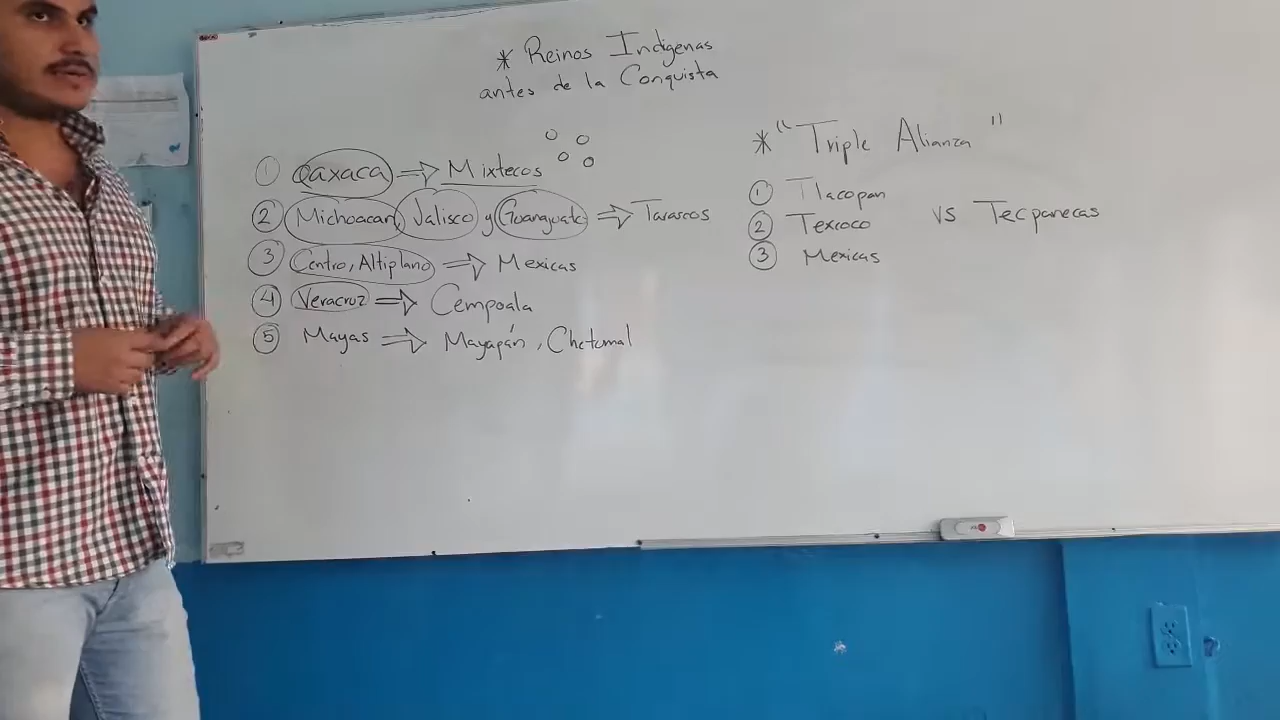 * Reinos Indígenas
antes de la Conquista
① Oaxaca ⇒ Mixtecos
② Michoacan, Jalisco y Guanajuato ⇒ Tarascos
③ Centro, Altiplano ⇒ Mexicas
④ Veracruz ⇒ Cempoala
⑤ Mayas ⇒ Mayapán, Chetumal
* "Triple Alianza"
① Tlacopan
② Texcoco vs Tecpanecas
③ Mexicas